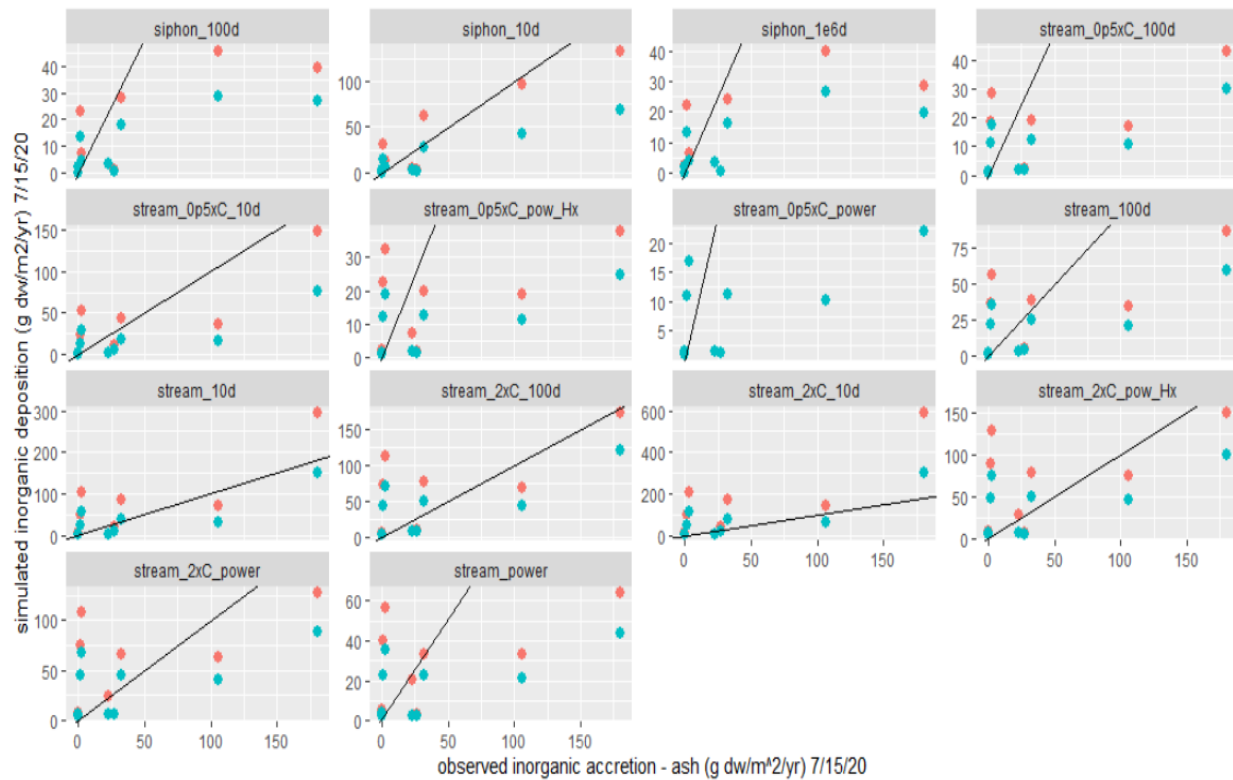 siphon_100d siphon_10d siphon_1e6d stream_0p5xC_100d
40 30 20 10 0
100 50 0
40 30 20 10 0
40 30 20 10 0
stream_0p5xC_10d stream_0p5xC_pow_Hx stream_0p5xC_power stream_100d
150 100 50 0
30 20 10 0
20 15 10 5
75 50 25 0
stream_10d stream_2xC_100d stream_2xC_10d stream_2xC_pow_Hx
300 200 100 0
150 100 50 0
600 400 200 0
150 100 50 0
stream_2xC_power stream_power
100 50 0
60 40 20 0
0 50 100 150 0 50 100 150 0 50 100 150 0 50 100 150
simulated inorganic deposition (g dw/m2/yr) 7/15/20
observed inorganic accretion - ash (g dw/m^2/yr) 7/15/20